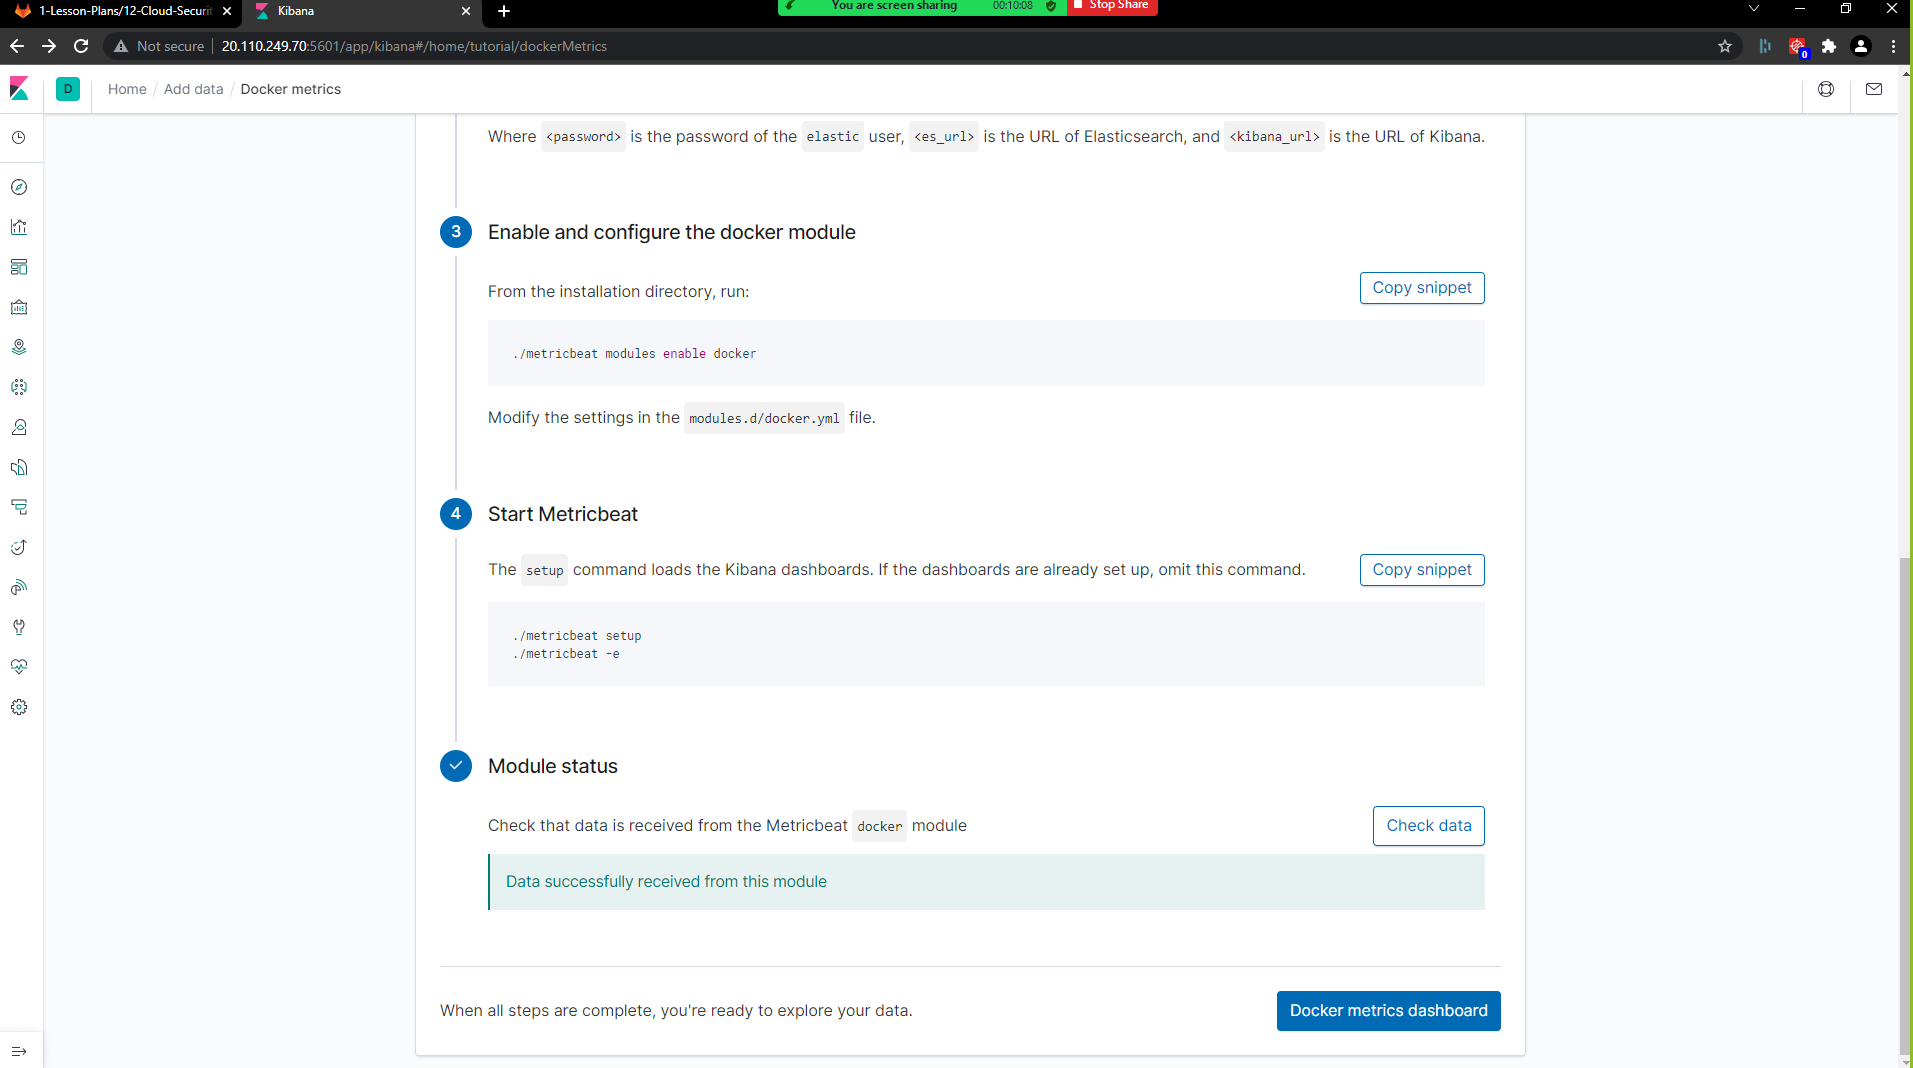 1-Lesson-Plans/12-Cloud-Securit
Kibana
You are screen sharing
00:10:08
Stop Share
Not secure
20.110.249.70:5601/app/kibana#/home/tutorial/dockerMetrics
0
D
Home / Add data / Docker metrics
Where <password> is the password of the elastic user, <es_url> is the URL of Elasticsearch, and <kibana_url> is the URL of Kibana.
3
Enable and configure the docker module
From the installation directory, run:
Copy snippet
./metricbeat modules enable docker
Modify the settings in the modules.d/docker.yml file.
4
Start Metricbeat
The setup command loads the Kibana dashboards. If the dashboards are already set up, omit this command.
Copy snippet
./metricbeat setup
./metricbeat -e
Module status
Check that data is received from the Metricbeat docker module
Check data
Data successfully received from this module
When all steps are complete, you're ready to explore your data.
Docker metrics dashboard